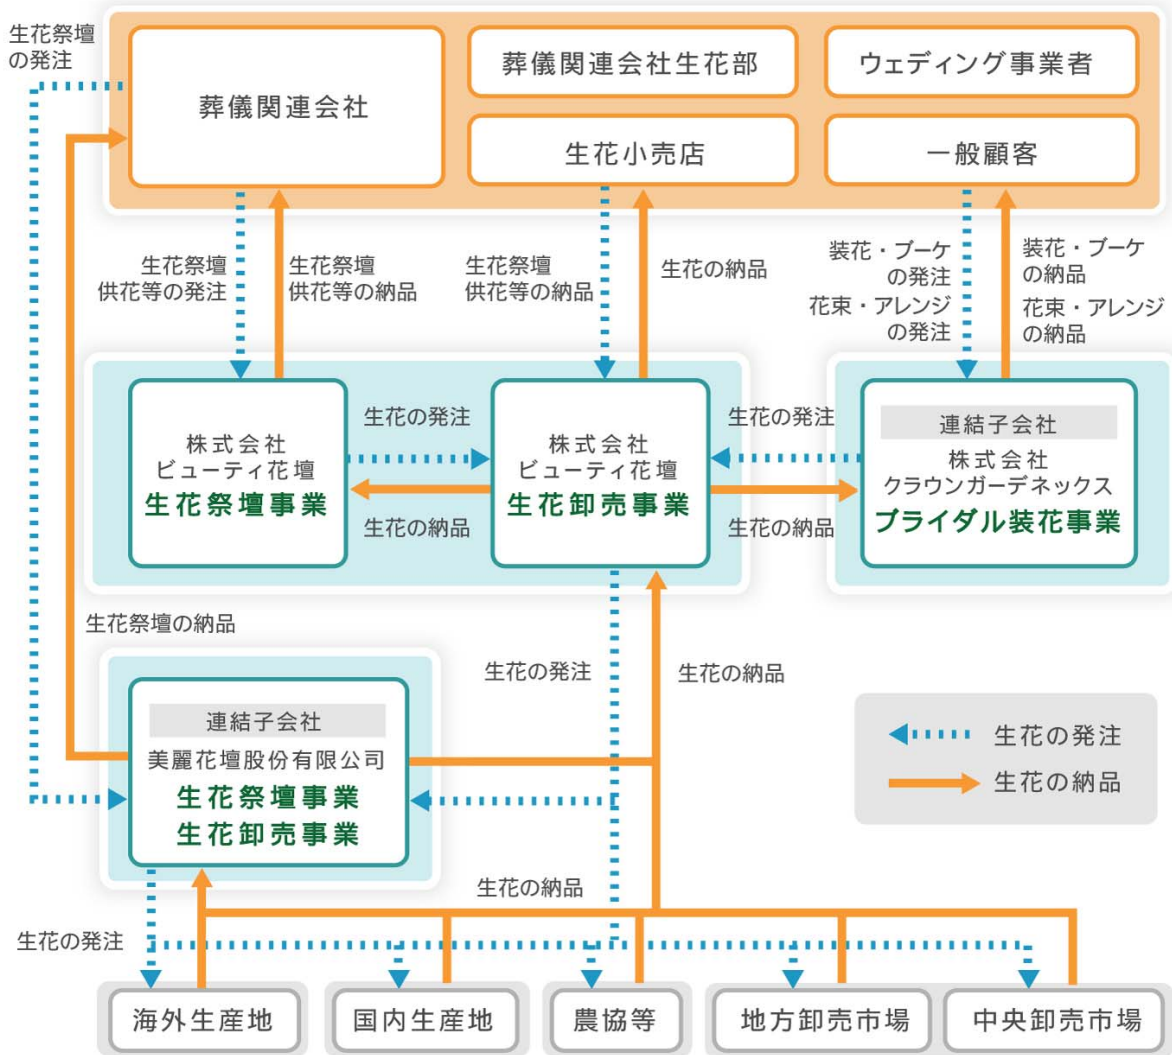 生花祭壇
の発注
葬儀関連会社
葬儀関連会社生花部
ウェディング事業者
生花小売店
一般顧客
生花祭壇
供花等の発注
生花祭壇
供花等の納品
生花祭壇
供花等の納品
生花の納品
装花・ブーケ
の発注
花束・アレンジ
の発注
装花・ブーケ
の納品
花束・アレンジ
の納品
株式会社
ビューティ花壇
生花祭壇事業
生花の発注
生花の納品
株式会社
ビューティ花壇
生花卸売事業
生花の発注
生花の納品
連結子会社
株式会社
クラウンガーデネックス
ブライダル装花事業
生花祭壇の納品
連結子会社
美麗花壇股份有限公司
生花祭壇事業
生花卸売事業
生花の発注
生花の納品
生花の発注
生花の納品
生花の納品
生花の発注
海外生産地
国内生産地
農協等
地方卸売市場
中央卸売市場